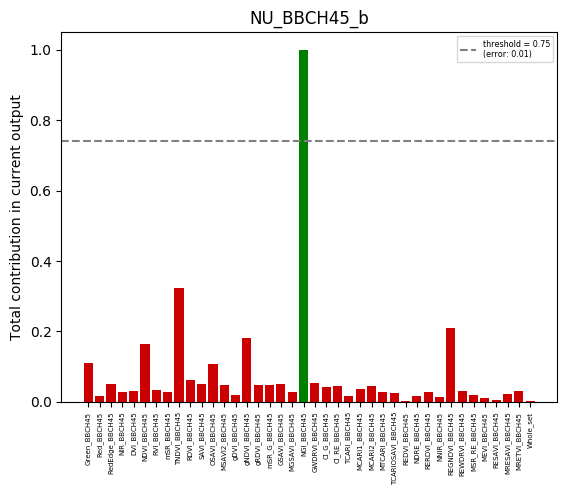 NU_BBCH45_b
threshold = 0.75
(error: 0.01)
Total contribution in current output
1.0
0.8
0.6
0.4
0.2
0.0
Green_BBCH45
Red_BBCH45
RedEdge_BBCH45
NIR_BBCH45
DVI_BBCH45
NDVI_BBCH45
RVI_BBCH45
mSR_BBCH45
TNDVI_BBCH45
RDVI_BBCH45
SAVI_BBCH45
OSAVI_BBCH45
MSAVI2_BBCH45
gDVI_BBCH45
gNDVI_BBCH45
gRDVI_BBCH45
mSR_G_BBCH45
GSAVI_BBCH45
MGSAVI_BBCH45
NGI_BBCH45
GWDRVI_BBCH45
CI_G_BBCH45
CI_RE_BBCH45
TCARI_BBCH45
MCARI1_BBCH45
MCARI2_BBCH45
MTCARI_BBCH45
TCARIOSAVI_BBCH45
REDVI_BBCH45
NDRE_BBCH45
RERDVI_BBCH45
NNIR_BBCH45
REGNDVI_BBCH45
REWDRVI_BBCH45
MSR_RE_BBCH45
MEVI_BBCH45
RESAVI_BBCH45
MRESAVI_BBCH45
MRETVI_BBCH45
Whole_set